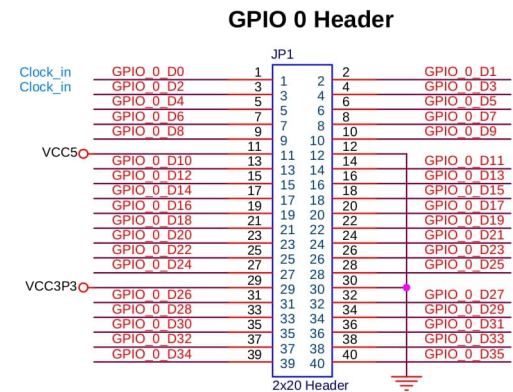 GPIO 0 Header
JP1
Clock_in GPIO_0_D0 1 1 2 2 GPIO_0_D1
Clock_in GPIO_0_D2 3 3 4 4 GPIO_0_D3
GPIO_0_D4 5 5 6 6 GPIO_0_D5
GPIO_0_D6 7 7 8 8 GPIO_0_D7
GPIO_0_D8 9 9 10 10 GPIO_0_D9
VCC5 11 11 12 12
GPIO_0_D10 13 13 14 14 GPIO_0_D11
GPIO_0_D12 15 15 16 16 GPIO_0_D13
GPIO_0_D14 17 17 18 18 GPIO_0_D15
GPIO_0_D16 19 19 20 20 GPIO_0_D17
GPIO_0_D18 21 21 22 22 GPIO_0_D19
GPIO_0_D20 23 23 24 24 GPIO_0_D21
GPIO_0_D22 25 25 26 26 GPIO_0_D23
GPIO_0_D24 27 27 28 28 GPIO_0_D25
VCC3P3 29 29 30 30
GPIO_0_D26 31 31 32 32 GPIO_0_D27
GPIO_0_D28 33 33 34 34 GPIO_0_D29
GPIO_0_D30 35 35 36 36 GPIO_0_D31
GPIO_0_D32 37 37 38 38 GPIO_0_D33
GPIO_0_D34 39 39 40 40 GPIO_0_D35
2x20 Header